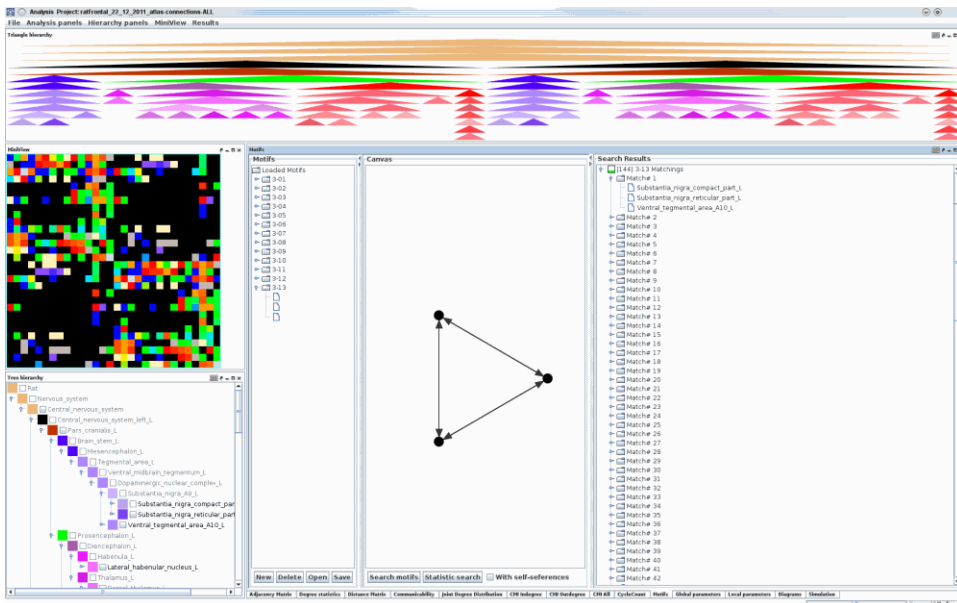 Analysis Project: ratFrontal_22_12_2011_atlas-connections-ALL
File Analysis panels Hierarchy panels MiniView Results
Triangle hierarchy
MiniView
Motifs
Motifs
Loaded Motifs
3-01
3-02
3-03
3-04
3-05
3-06
3-07
3-08
3-09
3-10
3-11
3-12
3-13
New Delete Open Save
Canvas
Search motifs Statistic search With self-seferences
Search Results
[144] 3-13 Matchings
Match# 1
Substantia_nigra_compact_part_L
Substantia_nigra_reticular_part_L
Ventral_tegmental_area_A10_L
Match# 2
Match# 3
Match# 4
Match# 5
Match# 6
Match# 7
Match# 8
Match# 9
Match# 10
Match# 11
Match# 12
Match# 13
Match# 14
Match# 15
Match# 16
Match# 17
Match# 18
Match# 19
Match# 20
Match# 21
Match# 22
Match# 23
Match# 24
Match# 25
Match# 26
Match# 27
Match# 28
Match# 29
Match# 30
Match# 31
Match# 32
Match# 33
Match# 34
Match# 35
Match# 36
Match# 37
Match# 38
Match# 39
Match# 40
Match# 41
Match# 42
Tree hierarchy
Rat
Nervous_system
Central_nervous_system
Central_nervous_system_left_L
Pars_cranialis_L
Brain_stem_L
Mesencephalon_L
Tegmental_area_L
Ventral_midbrain_tegmentum_L
Dopaminergic_nuclear_comple
Substantia_nigra_All_L
Substantia_nigra_compact_par
Substantia_nigra_reticular_part
Ventral_tegmental_area_A10_L
Prosencephalon_L
Diencephalon_L
Habenula_L
Lateral_habenular_nucleus_L
Thalamus_L
Adjacency Matrix Degree statistics Distance Matrix Communicability Joint Degree Distribution CMI Indegree CMI Outdegree CMI All CycleCount Motifs Global parameters Local parameters Diagrams Simulation